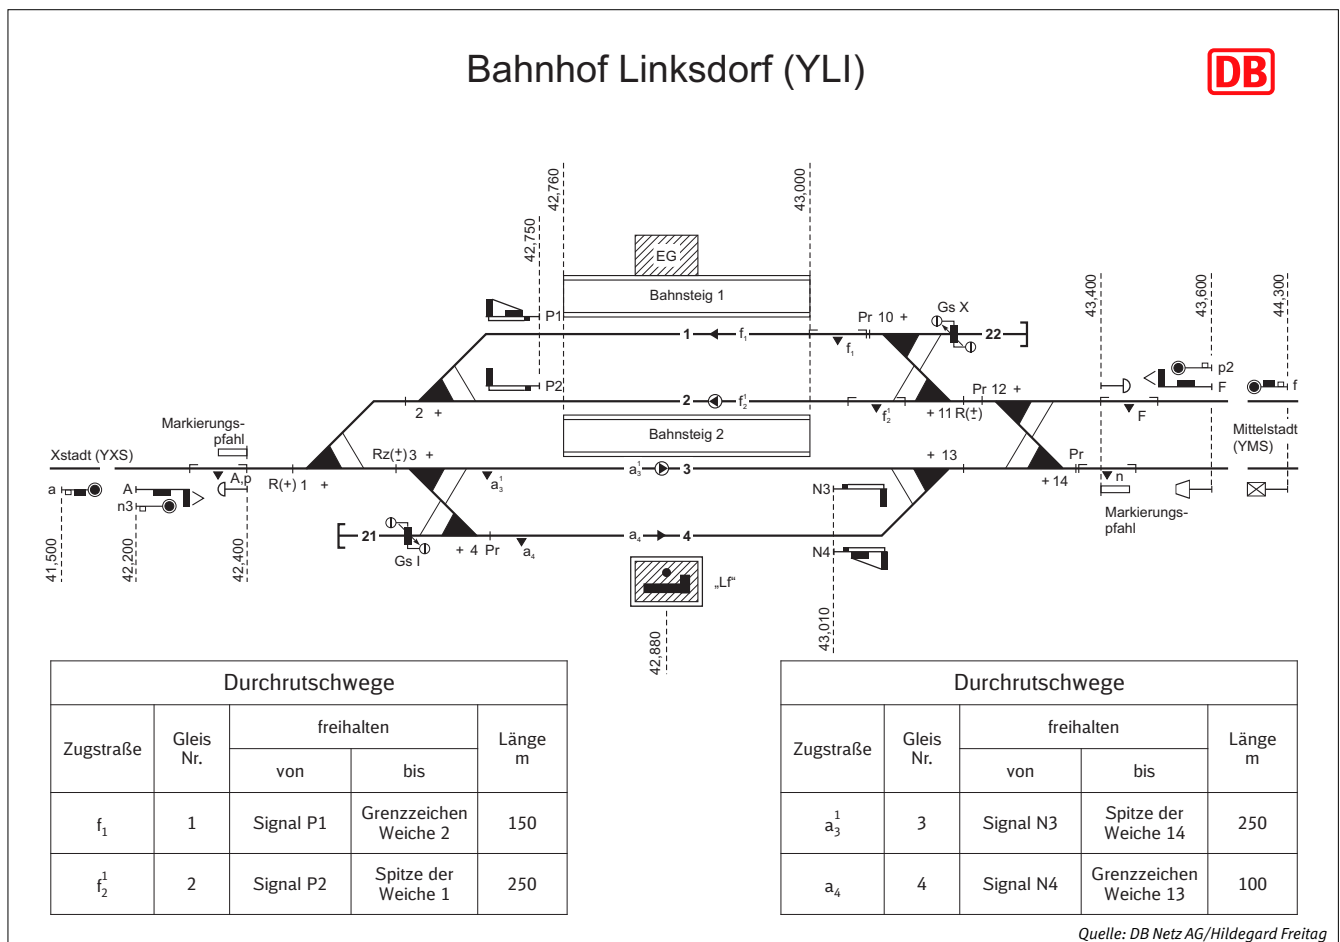 Bahnhof Linksdorf (YLI)
DB
42,760
43,000
42,750
EG
Bahnsteig 1
P1
1
f₁
f₁
Pr 10 +
Gs X
22
43,400
43,600
44,300
p2
F
f
P2
2 +
2
f¹₂
f¹₂
+ 11 R(±)
Pr 12 +
F
Markierungs-
pfahl
Bahnsteig 2
Mittelstadt
(YMS)
Xstadt (YXS)
a
A
n3
A,p
R(+) 1 +
Rz(±) 3 +
a¹₃
a¹₃
3
+ 13
+ 14
Pr
n
N3
Markierungs-
pfahl
21
Gs I
+ 4 Pr
a₄
a₄
4
N4
41,500
42,200
42,400
„Lf“
42,880
43,010
Durchrutschwege
Zugstraße
Gleis
Nr.
freihalten
von
bis
Länge
m
f₁
1
Signal P1
Grenzzeichen
Weiche 2
150
f¹₂
2
Signal P2
Spitze der
Weiche 1
250
Durchrutschwege
Zugstraße
Gleis
Nr.
freihalten
von
bis
Länge
m
a¹₃
3
Signal N3
Spitze der
Weiche 14
250
a₄
4
Signal N4
Grenzzeichen
Weiche 13
100
Quelle: DB Netz AG/Hildegard Freitag